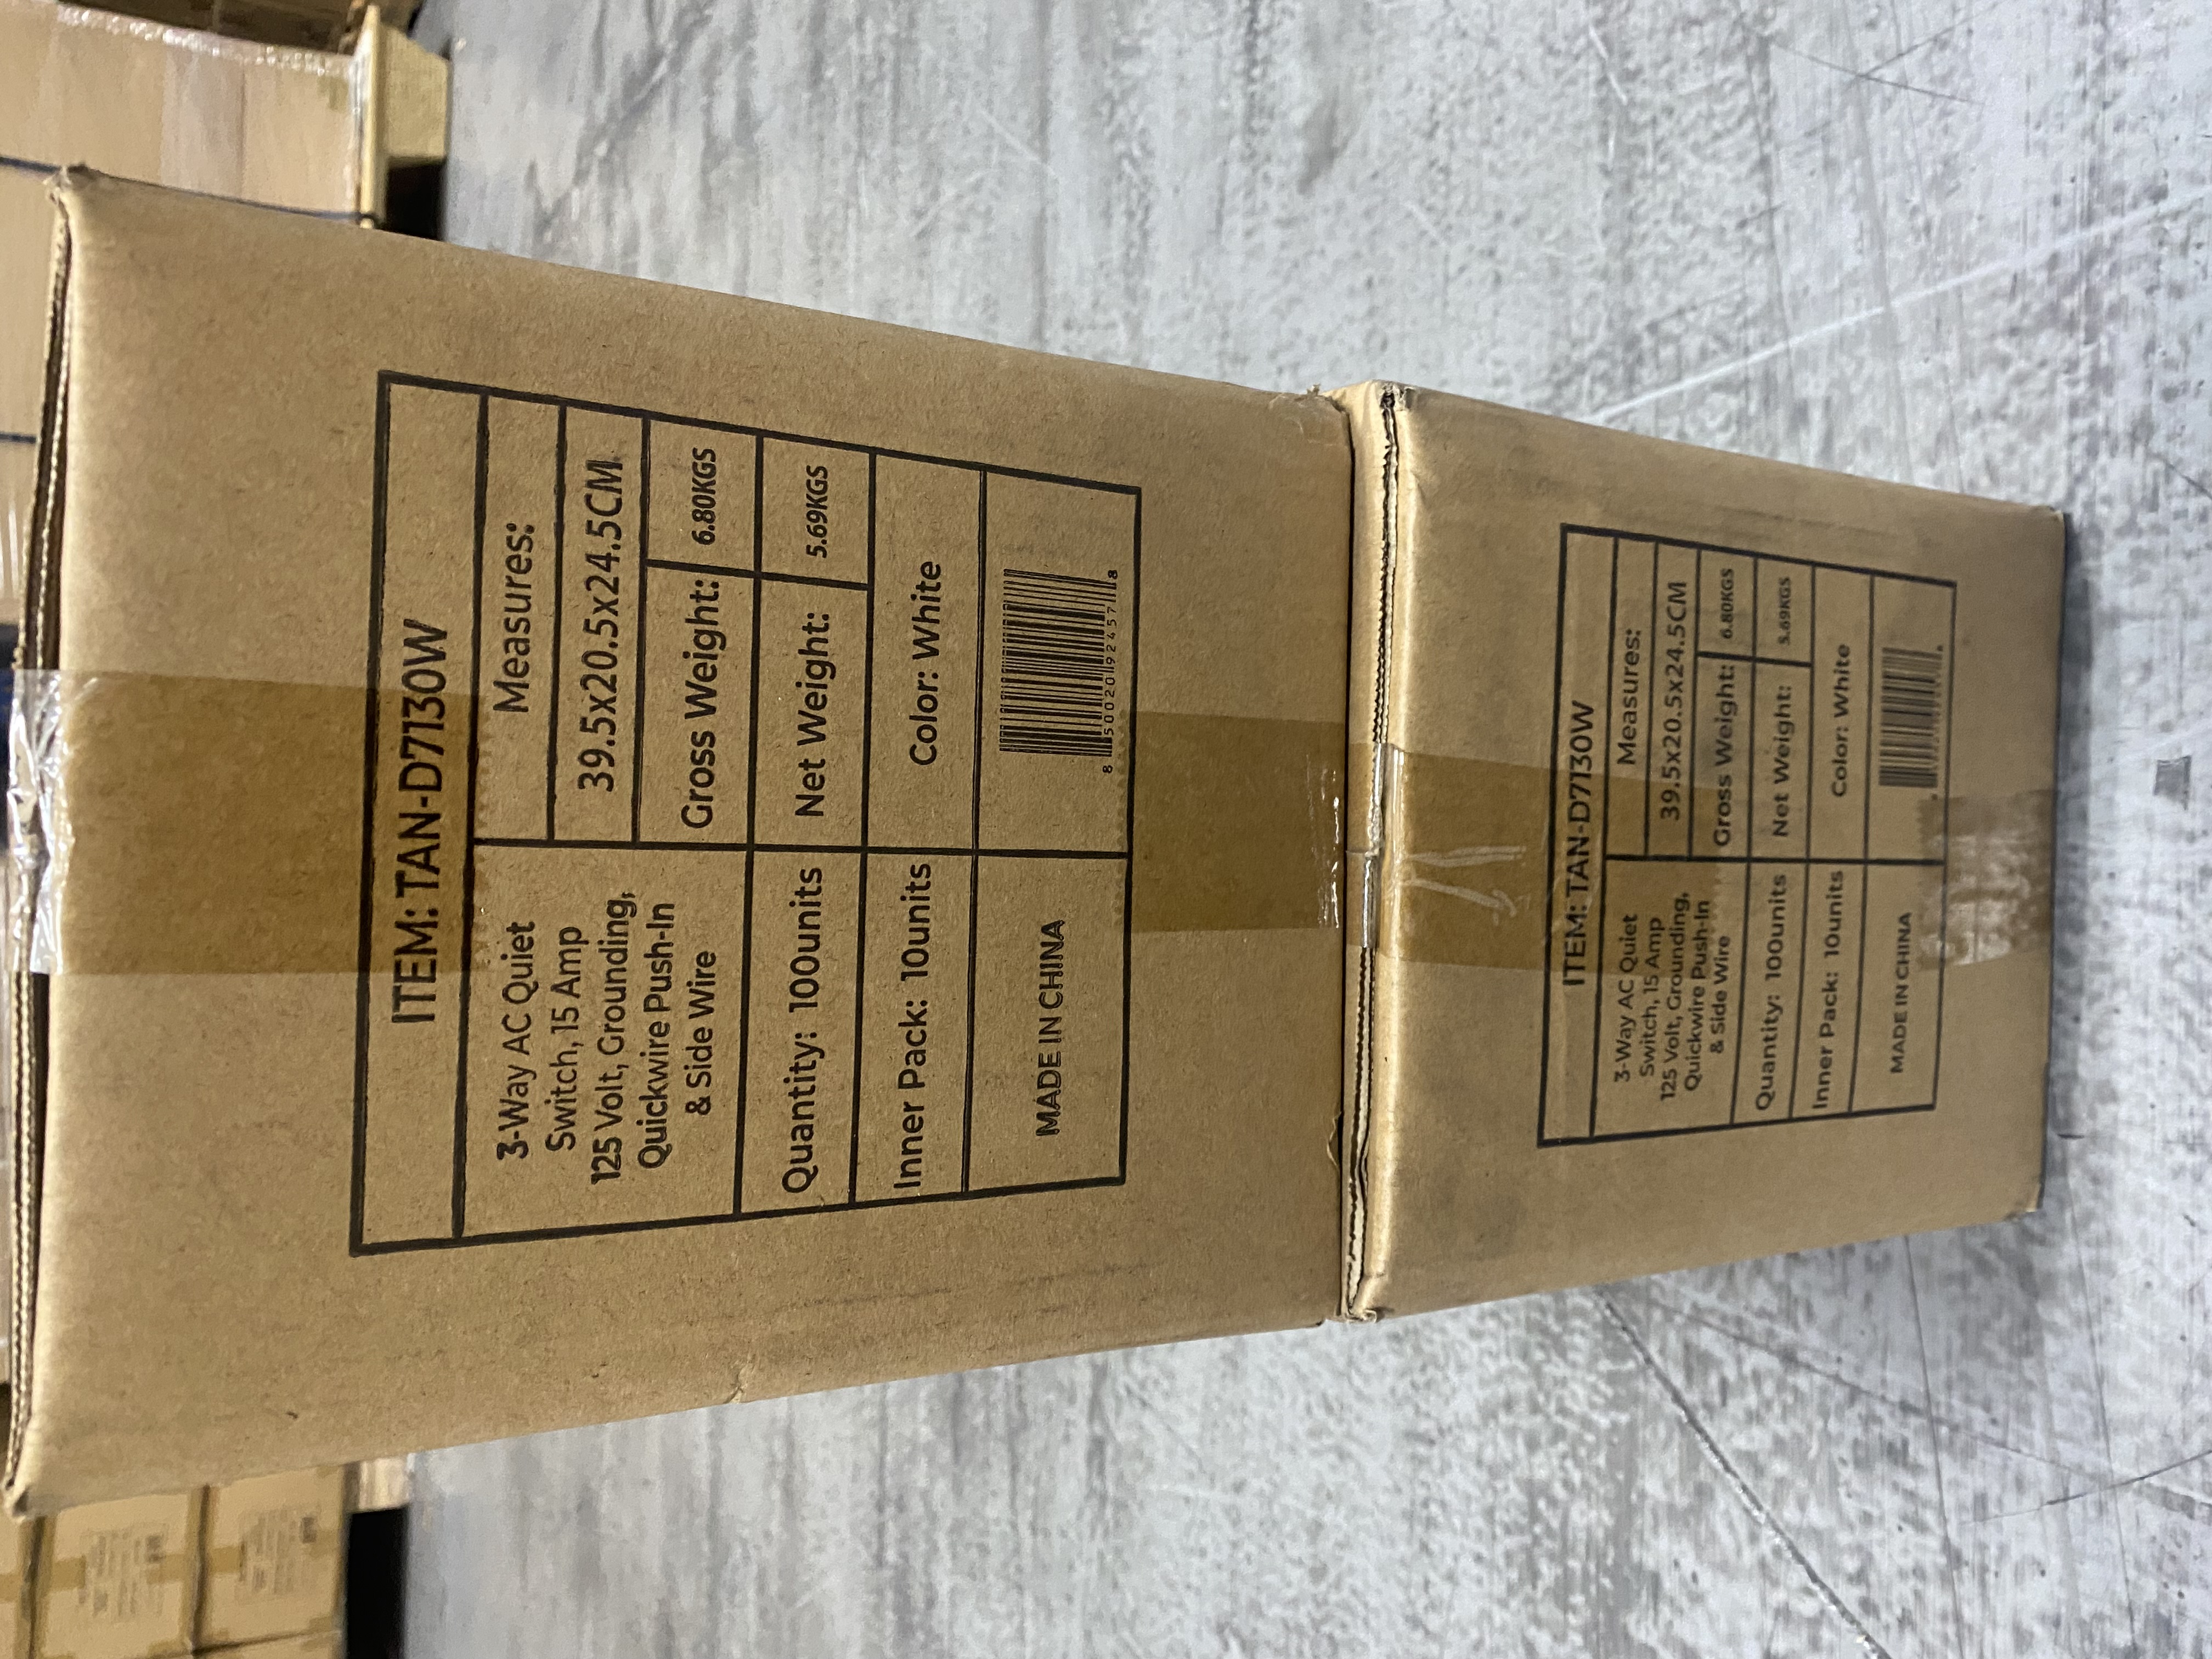 ITEM: TAN-D7130W
3-Way AC Quiet
Switch, 15 Amp
125 Volt, Grounding,
Quickwire Push-In
& Side Wire
Measures:
39.5x20.5x24.5CM
Gross Weight: 6.80KGS
Quantity: 100units
Net Weight: 5.69KGS
Inner Pack: 10units
Color: White
MADE IN CHINA
8 50020 92457 8
ITEM: TAN-D7130W
3-Way AC Quiet
Switch, 15 Amp
125 Volt, Grounding,
Quickwire Push-In
& Side Wire
Measures:
39.5x20.5x24.5CM
Gross Weight: 6.80KGS
Quantity: 100units
Net Weight: 5.69KGS
Inner Pack: 10units
Color: White
MADE IN CHINA